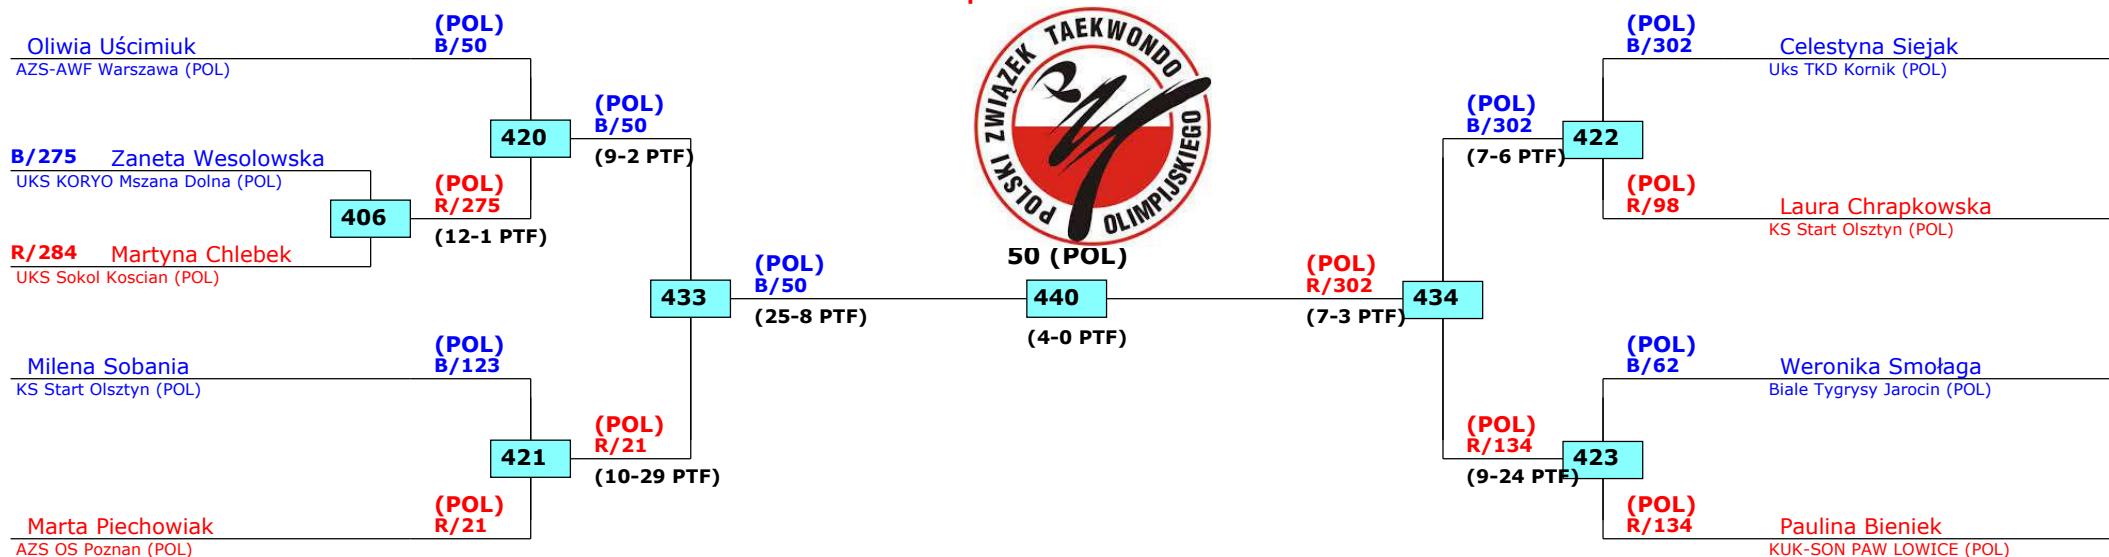 (POL)
B/50
Oliwia Uścimiuk
AZS-AWF Warszawa (POL)
B/275 Zaneta Wesolowska
UKS KORYO Mszana Dolna (POL)
R/284 Martyna Chlebek
UKS Sokol Koscian (POL)
406
(POL)
R/275
(12-1 PTF)
420
(POL)
B/50
(9-2 PTF)
(POL)
B/123
Milena Sobania
KS Start Olsztyn (POL)
421
(POL)
R/21
Marta Piechowiak
AZS OS Poznan (POL)
(POL)
R/21
(10-29 PTF)
433
(POL)
B/50
(25-8 PTF)
POLSKI ZWIĄZEK TAEKWONDO OLIMPIJSKIEGO
50 (POL)
440
(4-0 PTF)
(POL)
R/302
(7-3 PTF)
434
(POL)
B/302
(7-6 PTF)
422
(POL)
B/302
Celestyna Siejak
Uks TKD Kornik (POL)
(POL)
R/98
Laura Chrapkowska
KS Start Olsztyn (POL)
(POL)
R/134
(9-24 PTF)
423
(POL)
B/62
Weronika Smołaga
Biale Tygrysy Jarocin (POL)
(POL)
R/134
Paulina Bieniek
KUK-SON PAW LOWICE (POL)